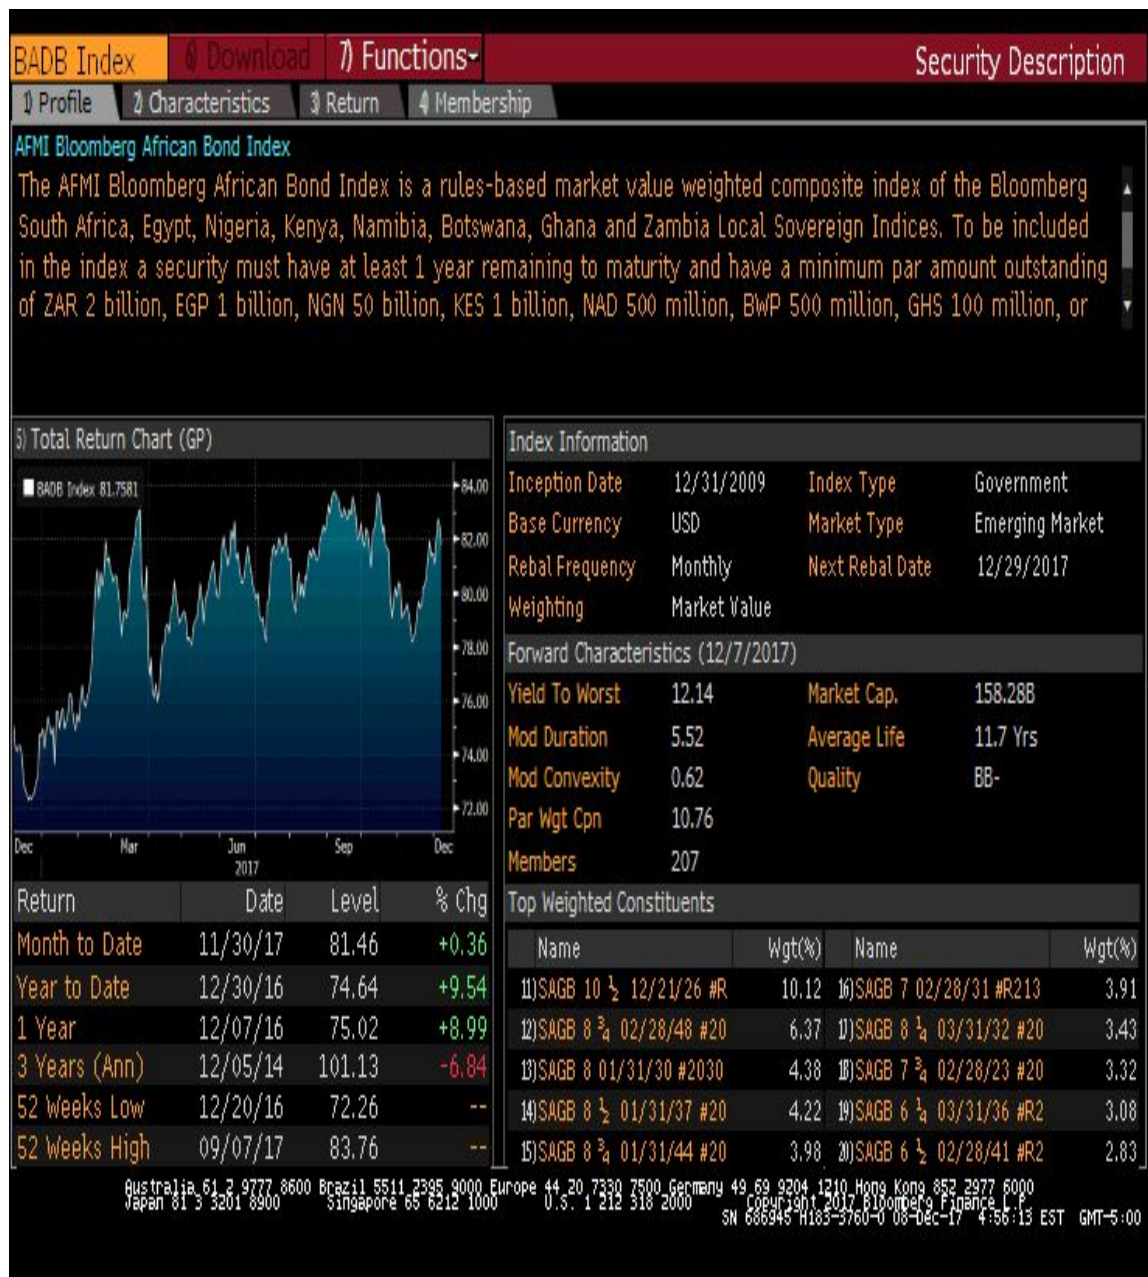 BADB Index 6) Download 7) Functions Security Description
1) Profile 2) Characteristics 3) Return 4) Membership
AFMI Bloomberg African Bond Index
The AFMI Bloomberg African Bond Index is a rules-based market value weighted composite index of the Bloomberg
South Africa, Egypt, Nigeria, Kenya, Namibia, Botswana, Ghana and Zambia Local Sovereign Indices. To be included
in the index a security must have at least 1 year remaining to maturity and have a minimum par amount outstanding
of ZAR 2 billion, EGP 1 billion, NGN 50 billion, KES 1 billion, NAD 500 million, BWP 500 million, GHS 100 million, or
5) Total Return Chart (GP)
BADB Index 81.7581
84.00
82.00
80.00
78.00
76.00
74.00
72.00
Dec Mar Jun Sep Dec
2017
Return Date Level % Chg
Month to Date 11/30/17 81.46 +0.36
Year to Date 12/30/16 74.64 +9.54
1 Year 12/07/16 75.02 +8.99
3 Years (Ann) 12/05/14 101.13 -6.84
52 Weeks Low 12/20/16 72.26 --
52 Weeks High 09/07/17 83.76 --
Index Information
Inception Date 12/31/2009 Index Type Government
Base Currency USD Market Type Emerging Market
Rebal Frequency Monthly Next Rebal Date 12/29/2017
Weighting Market Value
Forward Characteristics (12/7/2017)
Yield To Worst 12.14 Market Cap. 158.28B
Mod Duration 5.52 Average Life 11.7 Yrs
Mod Convexity 0.62 Quality BB-
Par Wgt Cpn 10.76
Members 207
Top Weighted Constituents
Name Wgt(%) Name Wgt(%)
11) SAGB 10 ½ 12/21/26 #R 10.12 16) SAGB 7 02/28/31 #R213 3.91
12) SAGB 8 ¾ 02/28/48 #20 6.37 17) SAGB 8 ¼ 03/31/32 #20 3.43
13) SAGB 8 01/31/30 #2030 4.38 18) SAGB 7 ¾ 02/28/23 #20 3.32
14) SAGB 8 ½ 01/31/37 #20 4.22 19) SAGB 6 ¼ 03/31/36 #R2 3.08
15) SAGB 8 ¾ 01/31/44 #20 3.98 20) SAGB 6 ½ 02/28/41 #R2 2.83
Australia 61 2 9777 8600 Brazil 5511 2395 9000 Europe 44 20 7330 7500 Germany 49 69 9204 1210 Hong Kong 852 2977 6000
Japan 81 3 3201 8900 Singapore 65 6212 1000 U.S. 1 212 318 2000 Copyright 2017 Bloomberg Finance L.P.
SN 686945 H183-3760-0 08-Dec-17 4:56:13 EST GMT-5:00